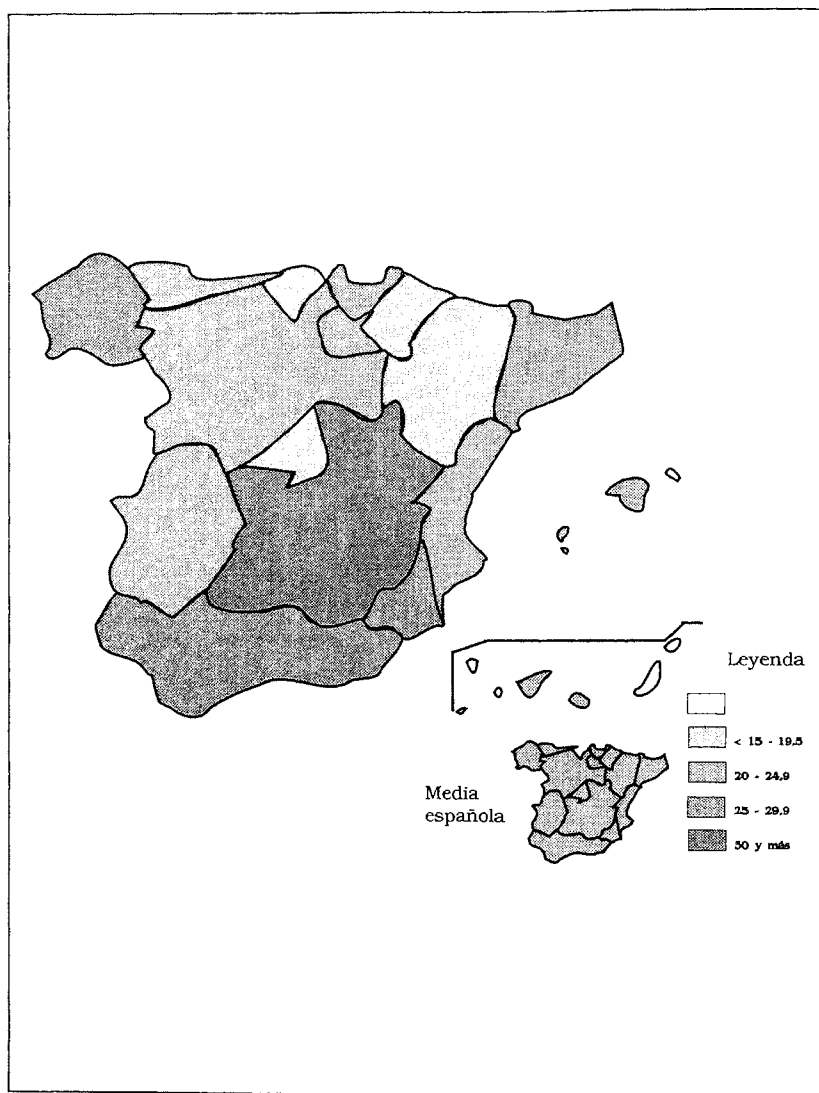 Leyenda
< 15 - 19,5
20 - 24,9
25 - 29,9
30 y más
Media
española